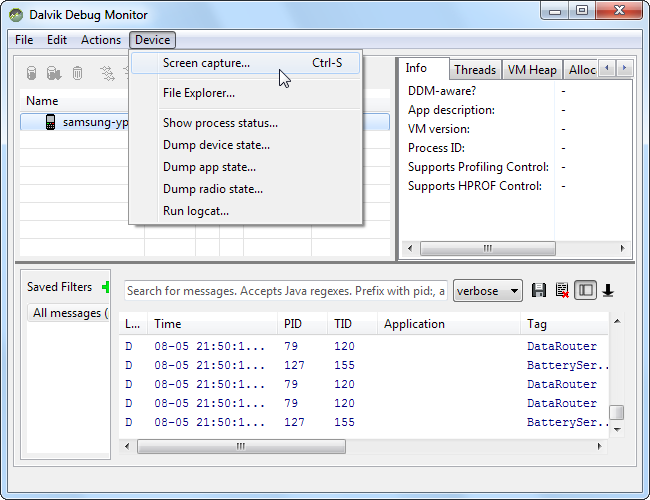 Dalvik Debug Monitor
File Edit Actions Device
Screen capture... Ctrl-S
File Explorer...
Show process status...
Dump device state...
Dump app state...
Dump radio state...
Run logcat...
Name
samsung-yp
Info Threads VM Heap Alloc
DDM-aware? -
App description: -
VM version: -
Process ID: -
Supports Profiling Control: -
Supports HPROF Control: -
Saved Filters
All messages (
Search for messages. Accepts Java regexes. Prefix with pid:, a verbose
L... Time PID TID Application Tag
D 08-05 21:50:1... 79 120 DataRouter
D 08-05 21:50:1... 127 155 BatterySer...
D 08-05 21:50:1... 79 120 DataRouter
D 08-05 21:50:1... 79 120 DataRouter
D 08-05 21:50:1... 127 155 BatterySer...